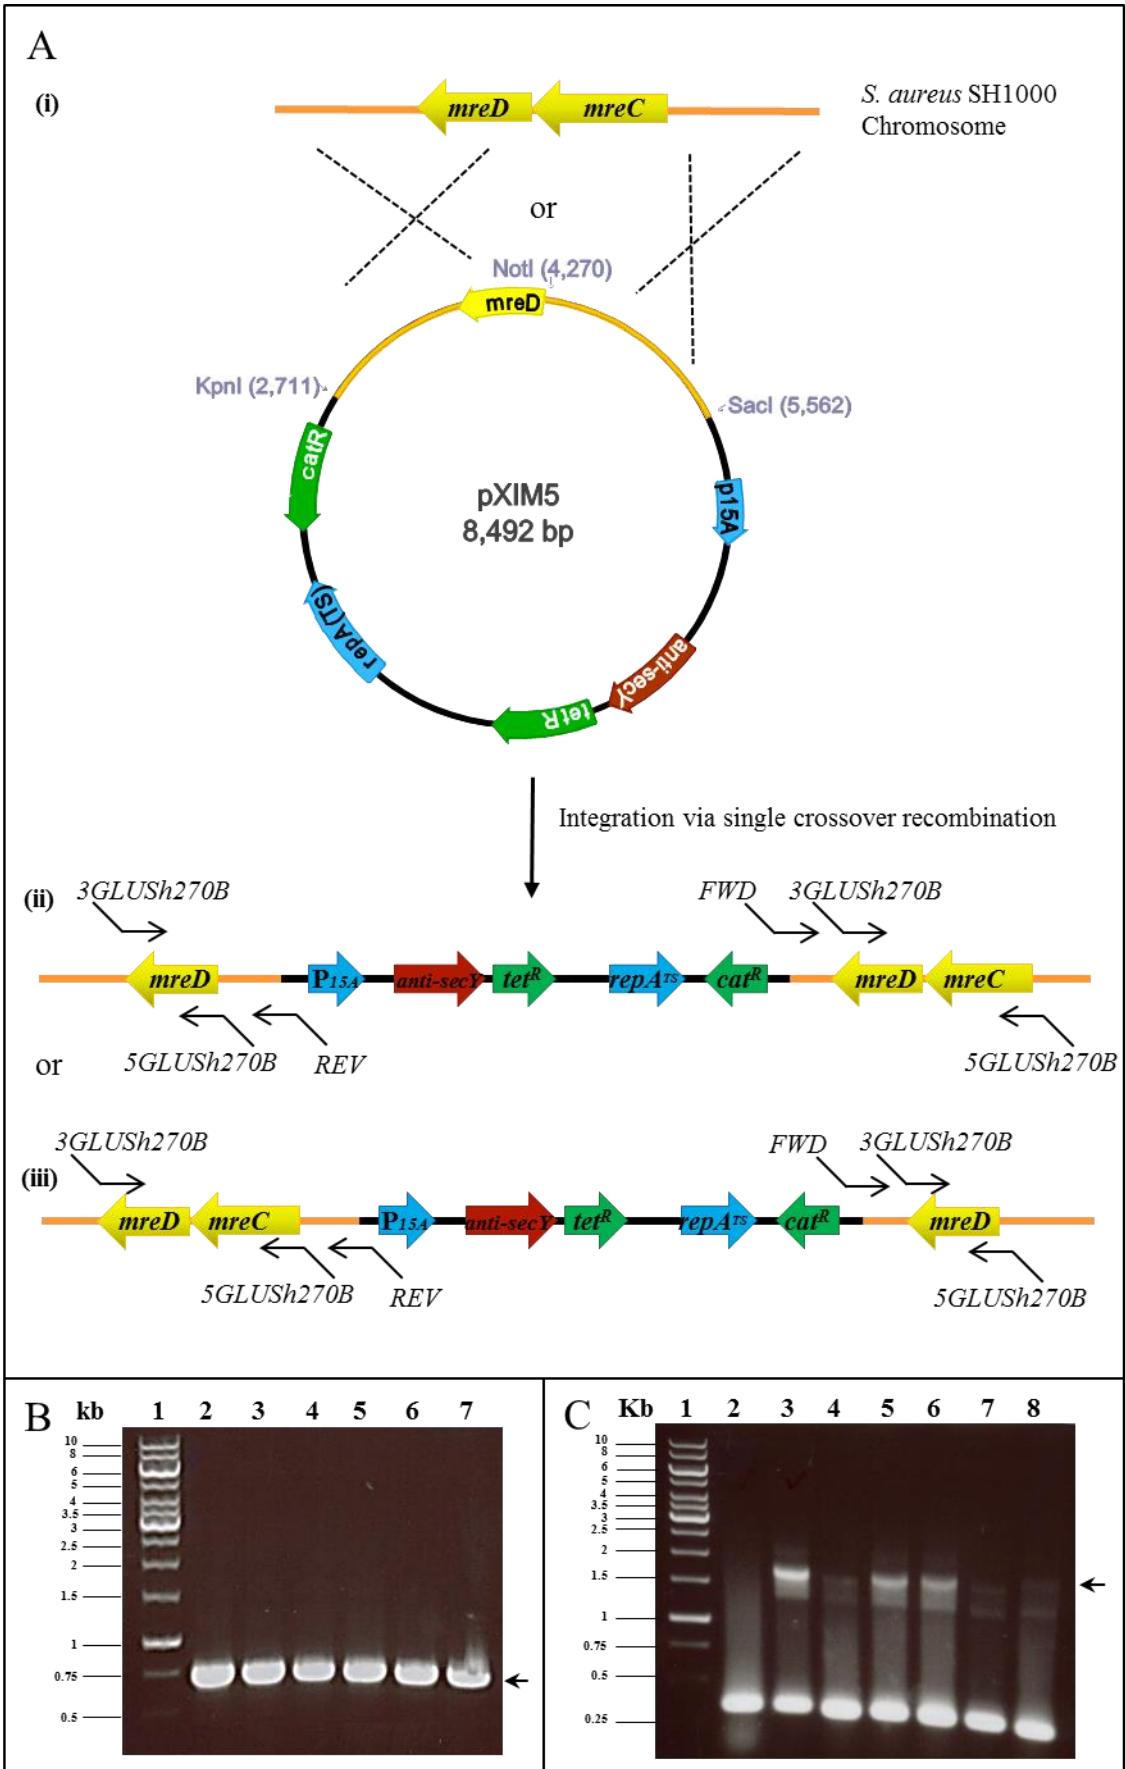 A
(i)
mreD
mreC
S. aureus SH1000
Chromosome
or
NotI (4,270)
mreD
KpnI (2,711)
SacI (5,562)
catR
p15A
pXIM5
8,492 bp
repA(TS)
anti-secY
tetR
Integration via single crossover recombination
(ii)
3GLUSh270B
FWD
3GLUSh270B
mreD
P15A
anti-secY
tetR
repATS
catR
mreD
mreC
5GLUSh270B
REV
5GLUSh270B
or
(iii)
3GLUSh270B
FWD
3GLUSh270B
mreD
mreC
P15A
anti-secY
tetR
repATS
catR
mreD
5GLUSh270B
REV
5GLUSh270B
B
kb 1 2 3 4 5 6 7
10
8
6
5
4
3.5
3
2.5
2
1.5
1
0.75
0.5
C
Kb 1 2 3 4 5 6 7 8
10
8
6
5
4
3.5
3
2.5
2
1.5
1
0.75
0.5
0.25